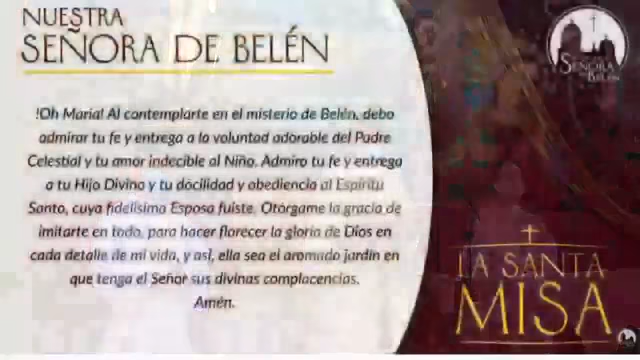 NUESTRA
SEÑORA DE BELÉN
!Oh María! Al contemplarte en el misterio de Belén, debo
admirar tu fe y entrega a la voluntad adorable del Padre
Celestial y tu amor indecible al Niño. Admiro tu fe y entrega
a tu Hijo Divino y tu docilidad y obediencia al Espíritu
Santo, cuya fidelísima Esposa fuiste. Otórgame la gracia de
imitarte en todo, para hacer florecer la gloria de Dios en
cada detalle de mi vida, y así, ella sea el aromado jardín en
que tenga el Señor sus divinas complacencias.
Amén.
SEÑORA
BELÉN
LA SANTA
MISA